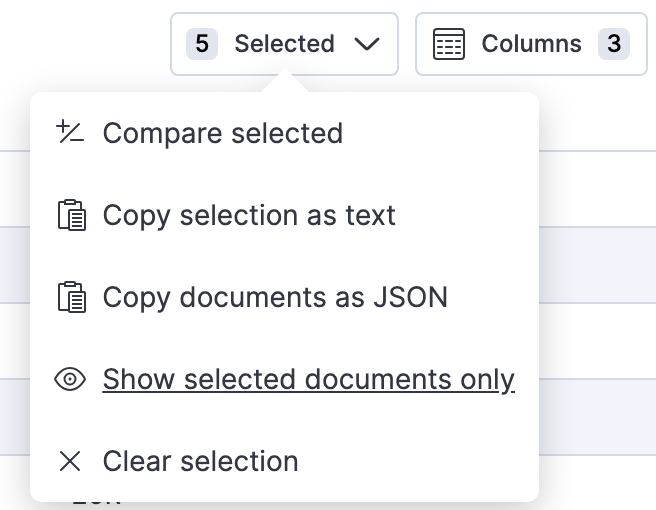 5 Selected Columns 3
Compare selected
Copy selection as text
Copy documents as JSON
Show selected documents only
Clear selection